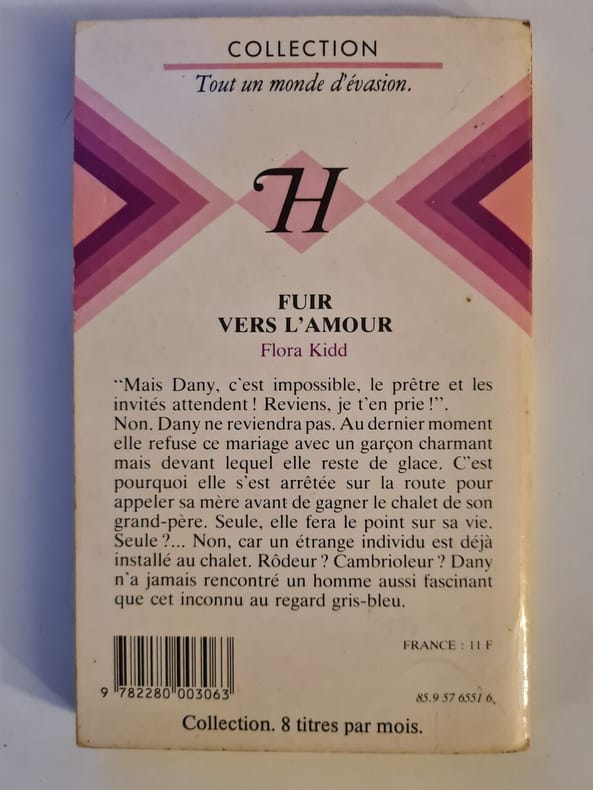 COLLECTION
Tout un monde d'évasion.
H
FUIR
VERS L'AMOUR
Flora Kidd
"Mais Dany, c'est impossible, le prêtre et les
invités attendent! Reviens, je t'en prie!".
Non. Dany ne reviendra pas. Au dernier moment
elle refuse ce mariage avec un garçon charmant
mais devant lequel elle reste de glace. C'est
pourquoi elle s'est arrêtée sur la route pour
appeler sa mère avant de gagner le chalet de son
grand-père. Seule, elle fera le point sur sa vie.
Seule?... Non, car un étrange individu est déjà
installé au chalet. Rôdeur? Cambrioleur? Dany
n'a jamais rencontré un homme aussi fascinant
que cet inconnu au regard gris-bleu.
FRANCE : 11 F
9 782280 003063
85.9 57 6551 6
Collection. 8 titres par mois.